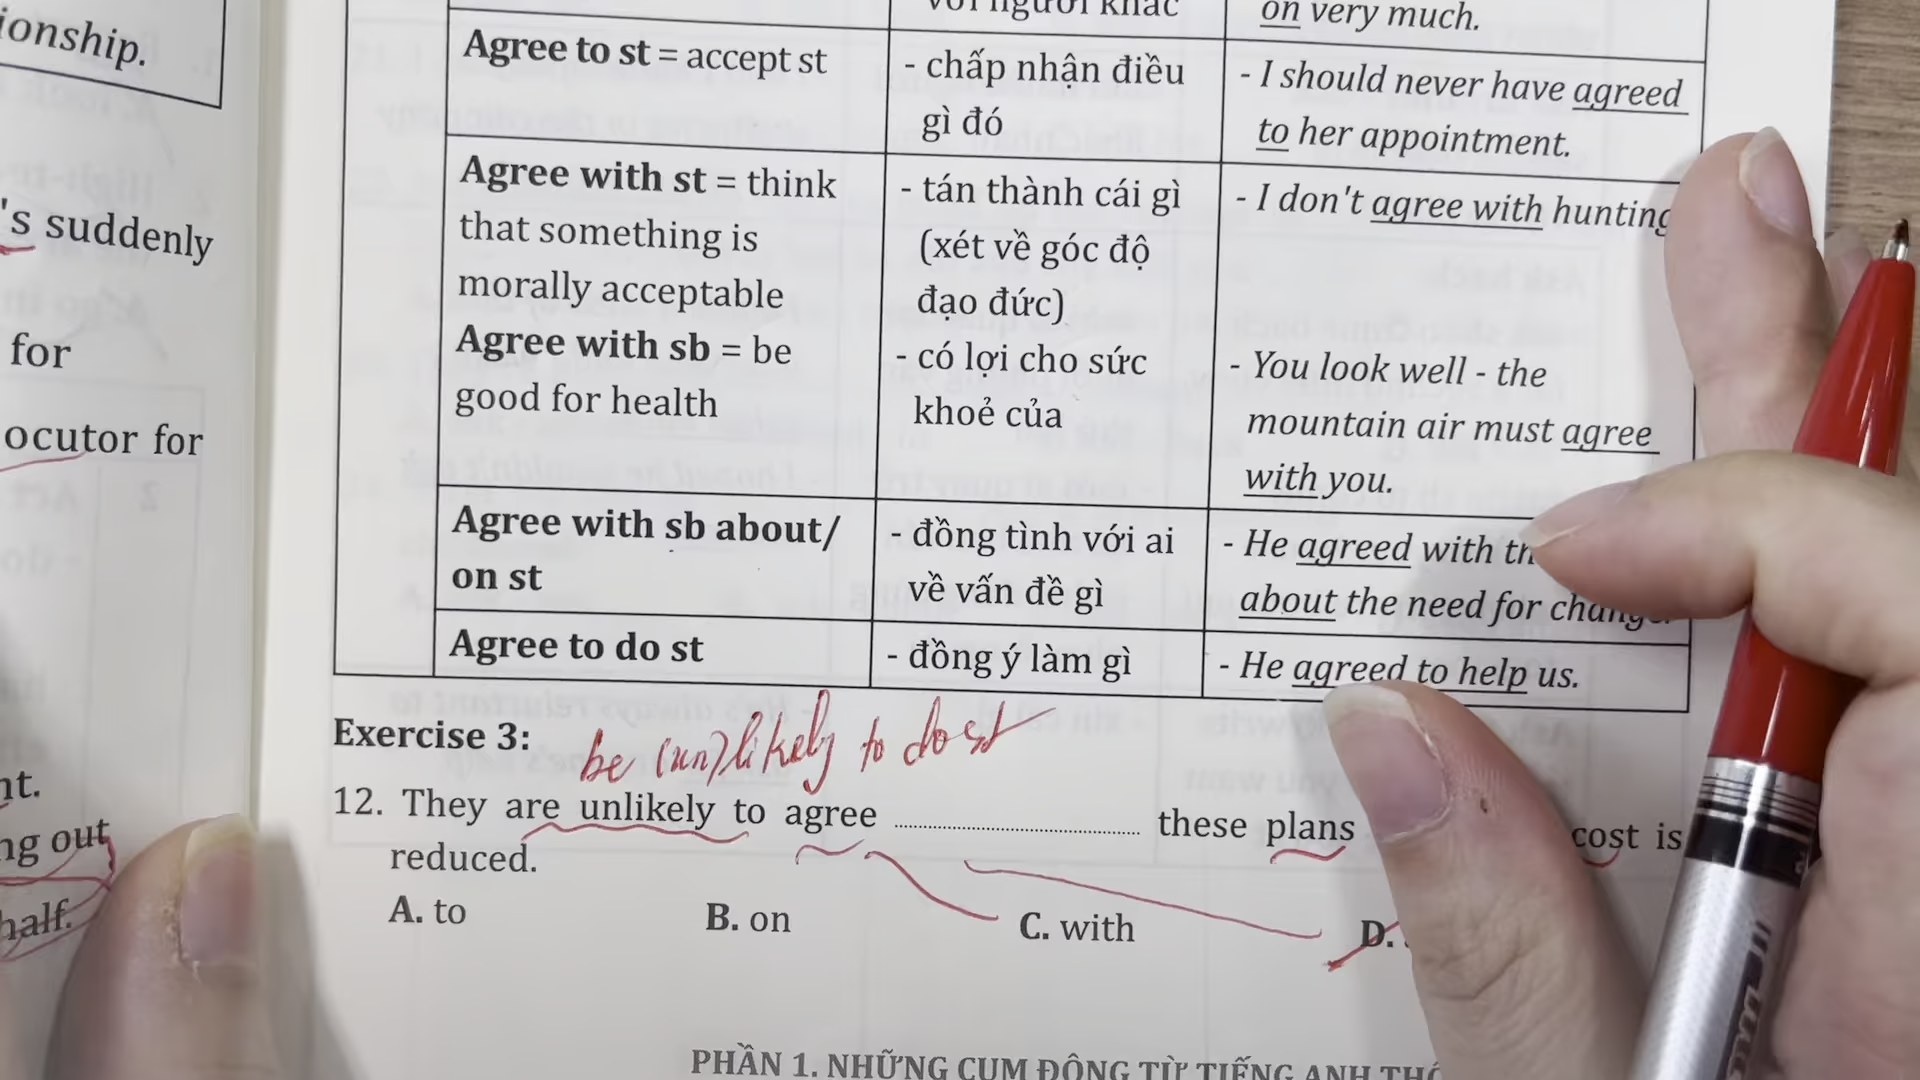 ionship.
's suddenly
for
ocutor for
ng out
half.
với người khác
on very much.
Agree to st = accept st
- chấp nhận điều
gì đó
- I should never have agreed
to her appointment.
Agree with st = think
that something is
morally acceptable
- tán thành cái gì
(xét về góc độ
đạo đức)
- I don't agree with hunting
Agree with sb = be
good for health
- có lợi cho sức
khoẻ của
- You look well - the
mountain air must agree
with you.
Agree with sb about/
on st
- đồng tình với ai
về vấn đề gì
- He agreed with th
about the need for change.
Agree to do st
- đồng ý làm gì
- He agreed to help us.
Exercise 3:
be (un)likely to do st
12. They are unlikely to agree ........ these plans cost is
reduced.
A. to B. on C. with D.
PHẦN 1. NHỮNG CỤM ĐỘNG TỪ TIẾNG ANH